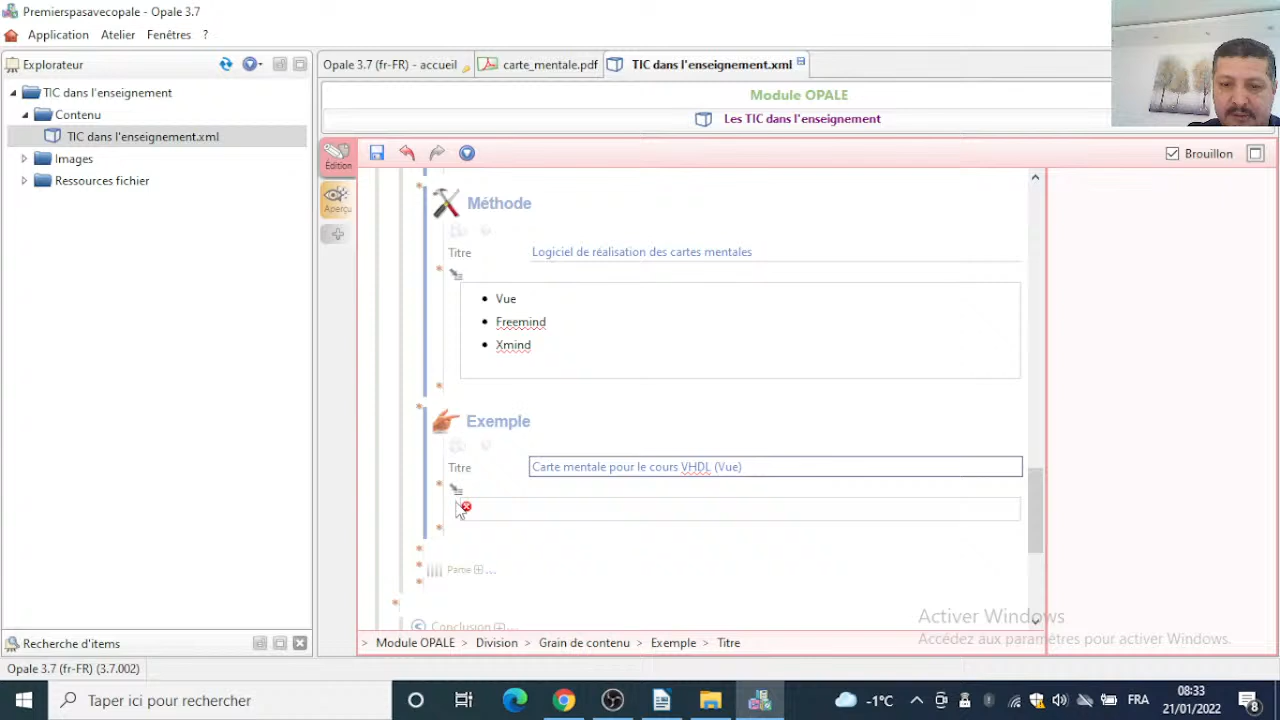 Premierspasavecopale - Opale 3.7
Application Atelier Fenêtres ?
Explorateur
TIC dans l'enseignement
Contenu
TIC dans l'enseignement.xml
Images
Ressources fichier
Recherche d'items
Opale 3.7 (fr-FR) - accueil
carte_mentale.pdf
TIC dans l'enseignement.xml
Module OPALE
Les TIC dans l'enseignement
Édition
Aperçu
Brouillon
Méthode
Titre Logiciel de réalisation des cartes mentales
Vue
Freemind
Xmind
Exemple
Titre Carte mentale pour le cours VHDL (Vue)
Partie ...
Conclusion ...
Activer Windows
Accédez aux paramètres pour activer Windows.
> Module OPALE > Division > Grain de contenu > Exemple > Titre
Opale 3.7 (fr-FR) (3.7.002)
Taper ici pour rechercher
-1°C
FRA
08:33
21/01/2022
8